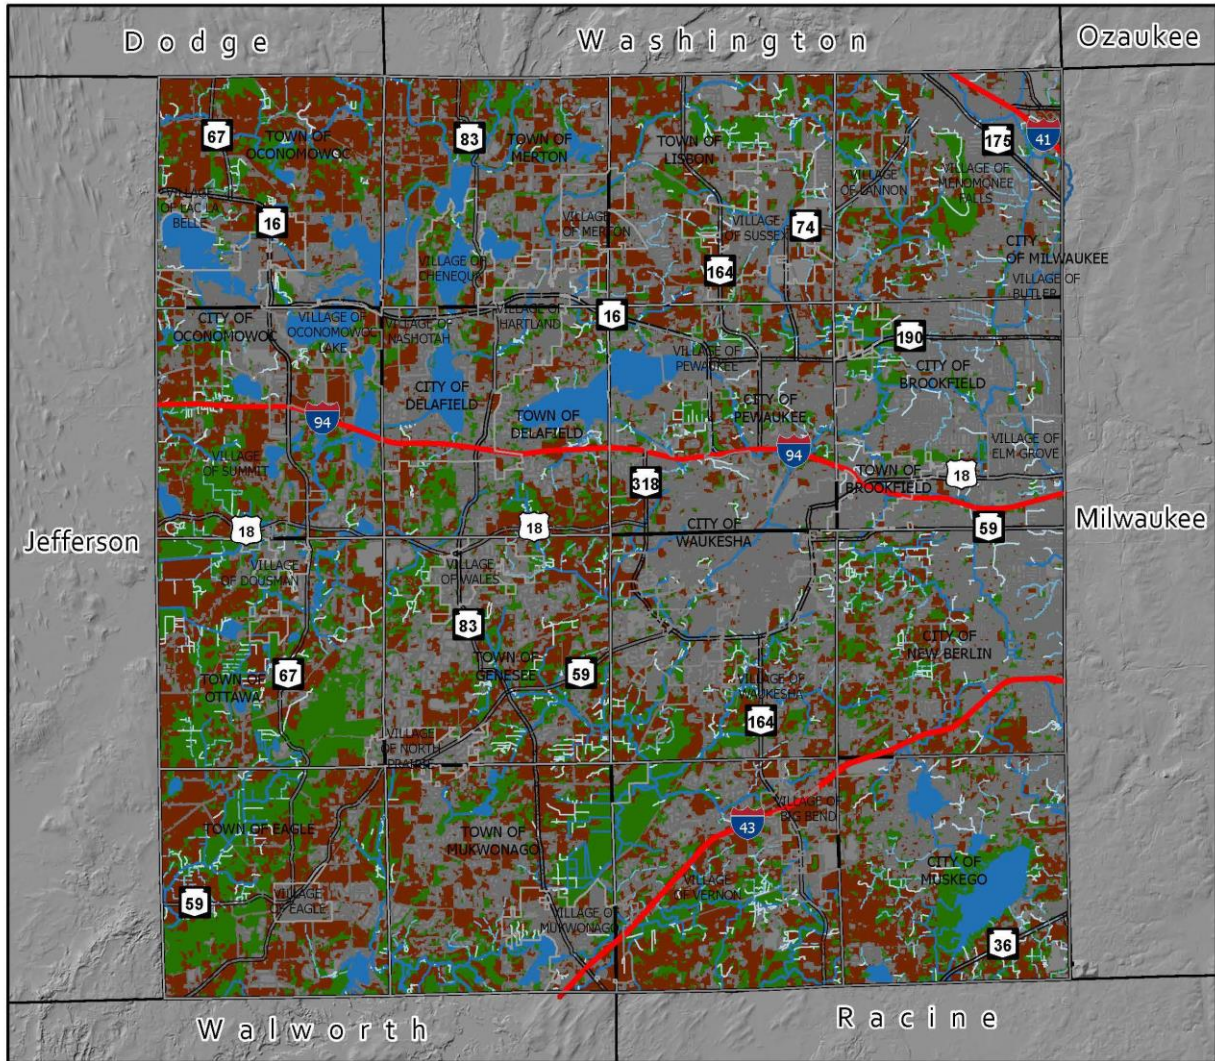 Dodge
Washington
Ozaukee
67
TOWN OF
OCONOMOWOC
83
TOWN OF
MERTON
TOWN OF
LISBON
175
41
VILLAGE
OF LANNON
VILLAGE OF
MENOMONEE
FALLS
VILLAGE
OF LAC LA
BELLE
16
VILLAGE
OF MERTON
VILLAGE
OF SUSSEX
74
CITY
OF MILWAUKEE
VILLAGE OF
CHENEQUA
164
VILLAGE OF
BUTLER
CITY OF
OCONOMOWOC
VILLAGE OF
OCONOMOWOC
LAKE
VILLAGE OF
NASHOTAH
VILLAGE OF
HARTLAND
16
VILLAGE OF
PEWAUKEE
190
CITY OF
BROOKFIELD
CITY OF
DELAFIELD
TOWN OF
DELAFIELD
CITY OF
PEWAUKEE
94
VILLAGE
OF SUMMIT
94
VILLAGE OF
ELM GROVE
TOWN OF
BROOKFIELD
18
318
Jefferson
18
18
CITY OF
WAUKESHA
59
Milwaukee
VILLAGE
OF DOUSMAN
VILLAGE
OF WALES
83
CITY OF
NEW BERLIN
TOWN OF
OTTAWA
67
TOWN OF
GENESEE
59
VILLAGE OF
WAUKESHA
164
VILLAGE
OF NORTH
PRAIRIE
TOWN OF EAGLE
TOWN OF
MUKWONAGO
43
VILLAGE OF
BIG BEND
59
VILLAGE
OF EAGLE
VILLAGE
OF VERNON
CITY OF
MUSKEGO
VILLAGE OF
MUKWONAGO
36
Walworth
Racine